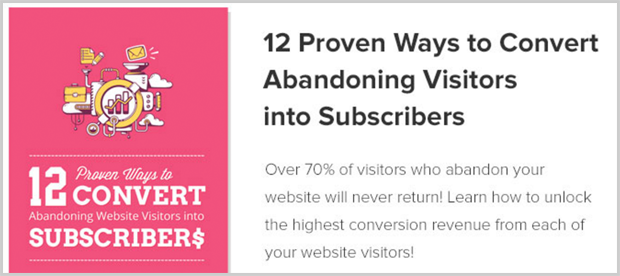 12 Proven Ways to
CONVERT
Abandoning Website Visitors into
SUBSCRIBER$
12 Proven Ways to Convert
Abandoning Visitors
into Subscribers
Over 70% of visitors who abandon your
website will never return! Learn how to unlock
the highest conversion revenue from each of
your website visitors!